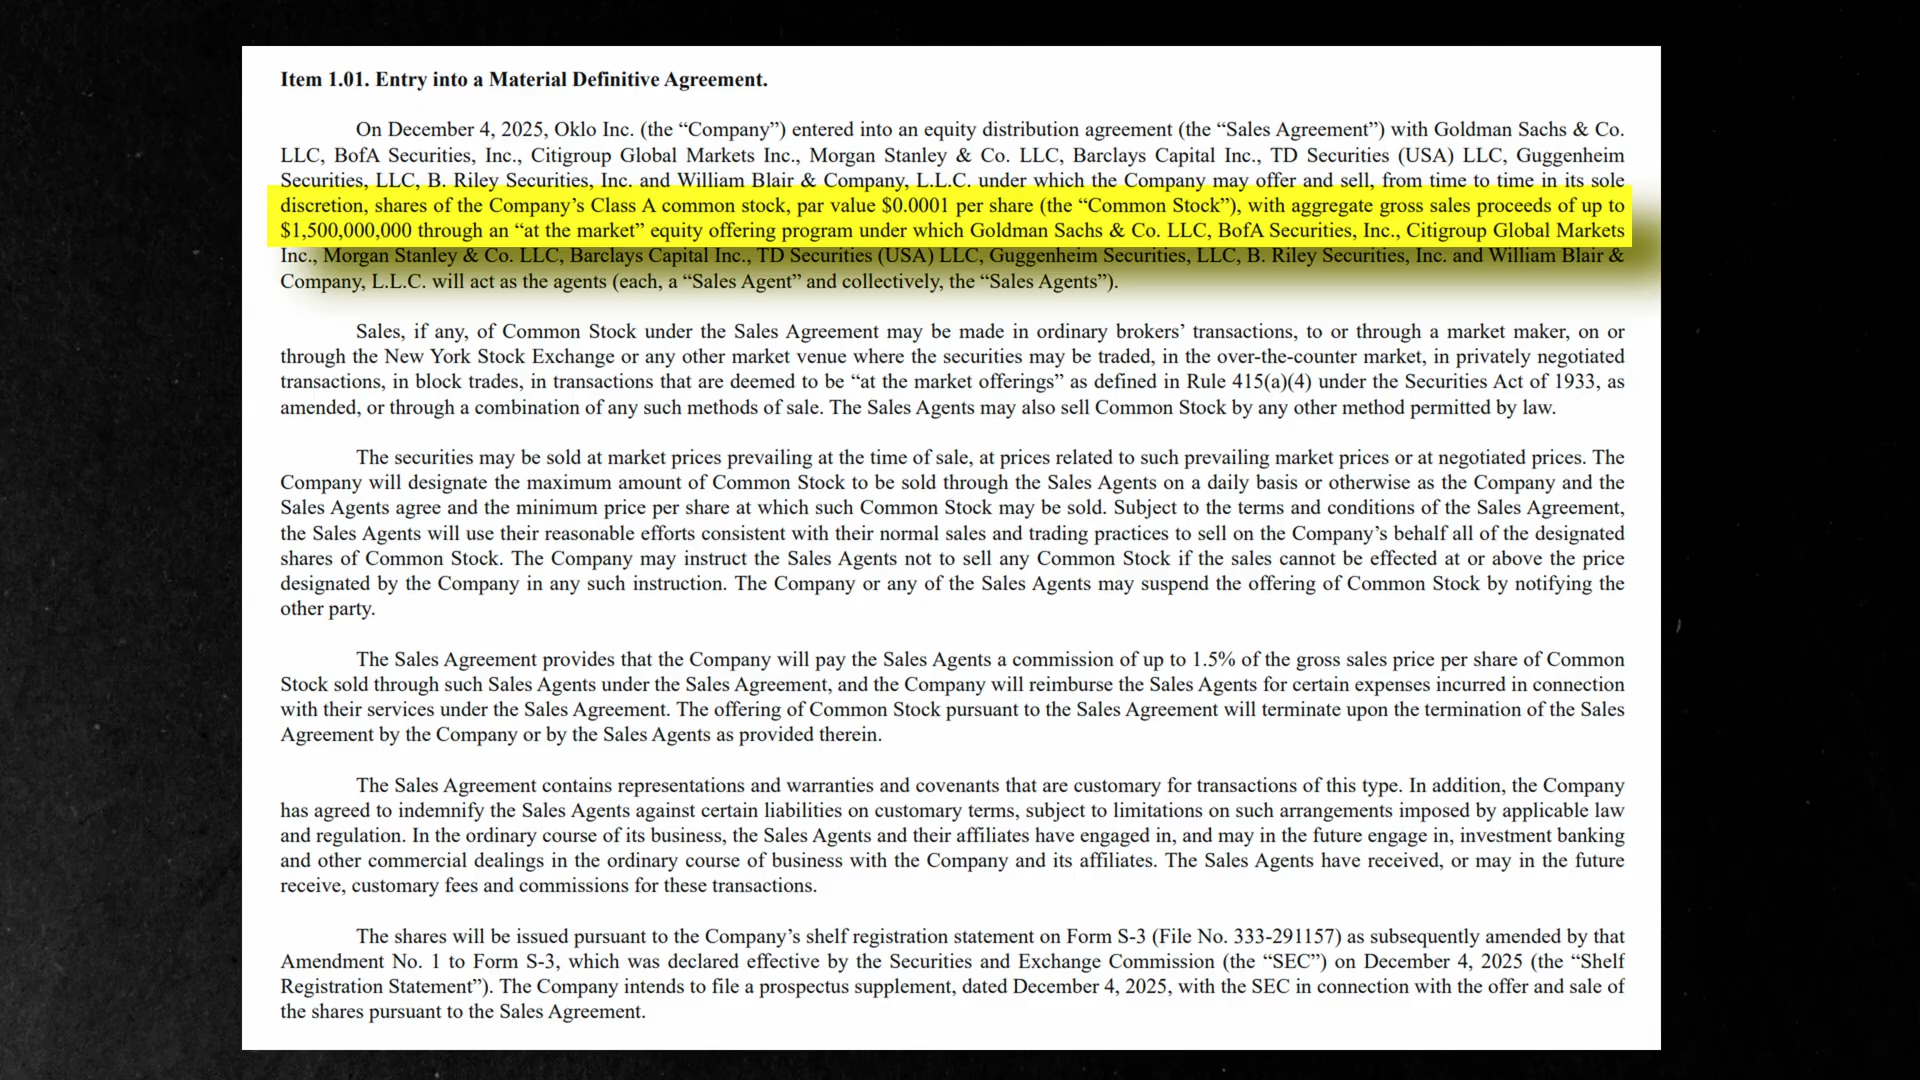 Item 1.01. Entry into a Material Definitive Agreement.
On December 4, 2025, Oklo Inc. (the “Company”) entered into an equity distribution agreement (the “Sales Agreement”) with Goldman Sachs & Co.
LLC, BofA Securities, Inc., Citigroup Global Markets Inc., Morgan Stanley & Co. LLC, Barclays Capital Inc., TD Securities (USA) LLC, Guggenheim
Securities, LLC, B. Riley Securities, Inc. and William Blair & Company, L.L.C. under which the Company may offer and sell, from time to time in its sole
discretion, shares of the Company’s Class A common stock, par value $0.0001 per share (the “Common Stock”), with aggregate gross sales proceeds of up to
$1,500,000,000 through an “at the market” equity offering program under which Goldman Sachs & Co. LLC, BofA Securities, Inc., Citigroup Global Markets
Inc., Morgan Stanley & Co. LLC, Barclays Capital Inc., TD Securities (USA) LLC, Guggenheim Securities, LLC, B. Riley Securities, Inc. and William Blair &
Company, L.L.C. will act as the agents (each, a “Sales Agent” and collectively, the “Sales Agents”).
Sales, if any, of Common Stock under the Sales Agreement may be made in ordinary brokers’ transactions, to or through a market maker, on or
through the New York Stock Exchange or any other market venue where the securities may be traded, in the over-the-counter market, in privately negotiated
transactions, in block trades, in transactions that are deemed to be “at the market offerings” as defined in Rule 415(a)(4) under the Securities Act of 1933, as
amended, or through a combination of any such methods of sale. The Sales Agents may also sell Common Stock by any other method permitted by law.
The securities may be sold at market prices prevailing at the time of sale, at prices related to such prevailing market prices or at negotiated prices. The
Company will designate the maximum amount of Common Stock to be sold through the Sales Agents on a daily basis or otherwise as the Company and the
Sales Agents agree and the minimum price per share at which such Common Stock may be sold. Subject to the terms and conditions of the Sales Agreement,
the Sales Agents will use their reasonable efforts consistent with their normal sales and trading practices to sell on the Company’s behalf all of the designated
shares of Common Stock. The Company may instruct the Sales Agents not to sell any Common Stock if the sales cannot be effected at or above the price
designated by the Company in any such instruction. The Company or any of the Sales Agents may suspend the offering of Common Stock by notifying the
other party.
The Sales Agreement provides that the Company will pay the Sales Agents a commission of up to 1.5% of the gross sales price per share of Common
Stock sold through such Sales Agents under the Sales Agreement, and the Company will reimburse the Sales Agents for certain expenses incurred in connection
with their services under the Sales Agreement. The offering of Common Stock pursuant to the Sales Agreement will terminate upon the termination of the Sales
Agreement by the Company or by the Sales Agents as provided therein.
The Sales Agreement contains representations and warranties and covenants that are customary for transactions of this type. In addition, the Company
has agreed to indemnify the Sales Agents against certain liabilities on customary terms, subject to limitations on such arrangements imposed by applicable law
and regulation. In the ordinary course of its business, the Sales Agents and their affiliates have engaged in, and may in the future engage in, investment banking
and other commercial dealings in the ordinary course of business with the Company and its affiliates. The Sales Agents have received, or may in the future
receive, customary fees and commissions for these transactions.
The shares will be issued pursuant to the Company’s shelf registration statement on Form S-3 (File No. 333-291157) as subsequently amended by that
Amendment No. 1 to Form S-3, which was declared effective by the Securities and Exchange Commission (the “SEC”) on December 4, 2025 (the “Shelf
Registration Statement”). The Company intends to file a prospectus supplement, dated December 4, 2025, with the SEC in connection with the offer and sale of
the shares pursuant to the Sales Agreement.